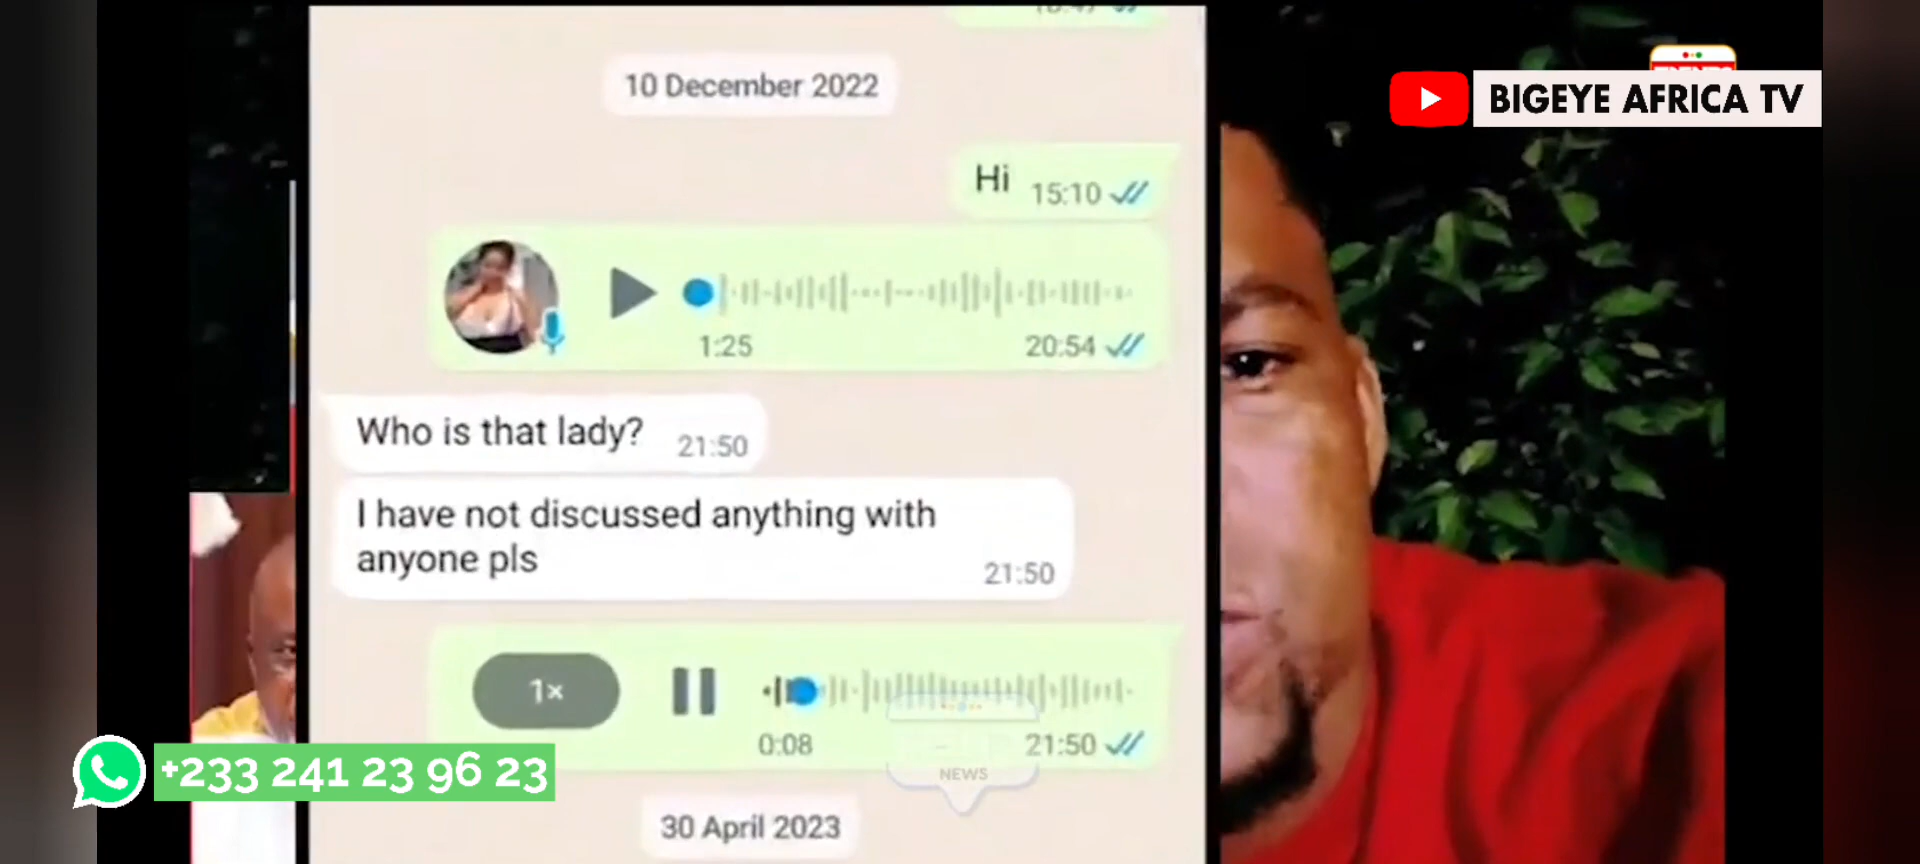 10 December 2022
BIGEYE AFRICA TV
Hi 15:10
1:25 20:54
Who is that lady? 21:50
I have not discussed anything with
anyone pls 21:50
1×
0:08 21:50
NEWS
+233 241 23 96 23
30 April 2023